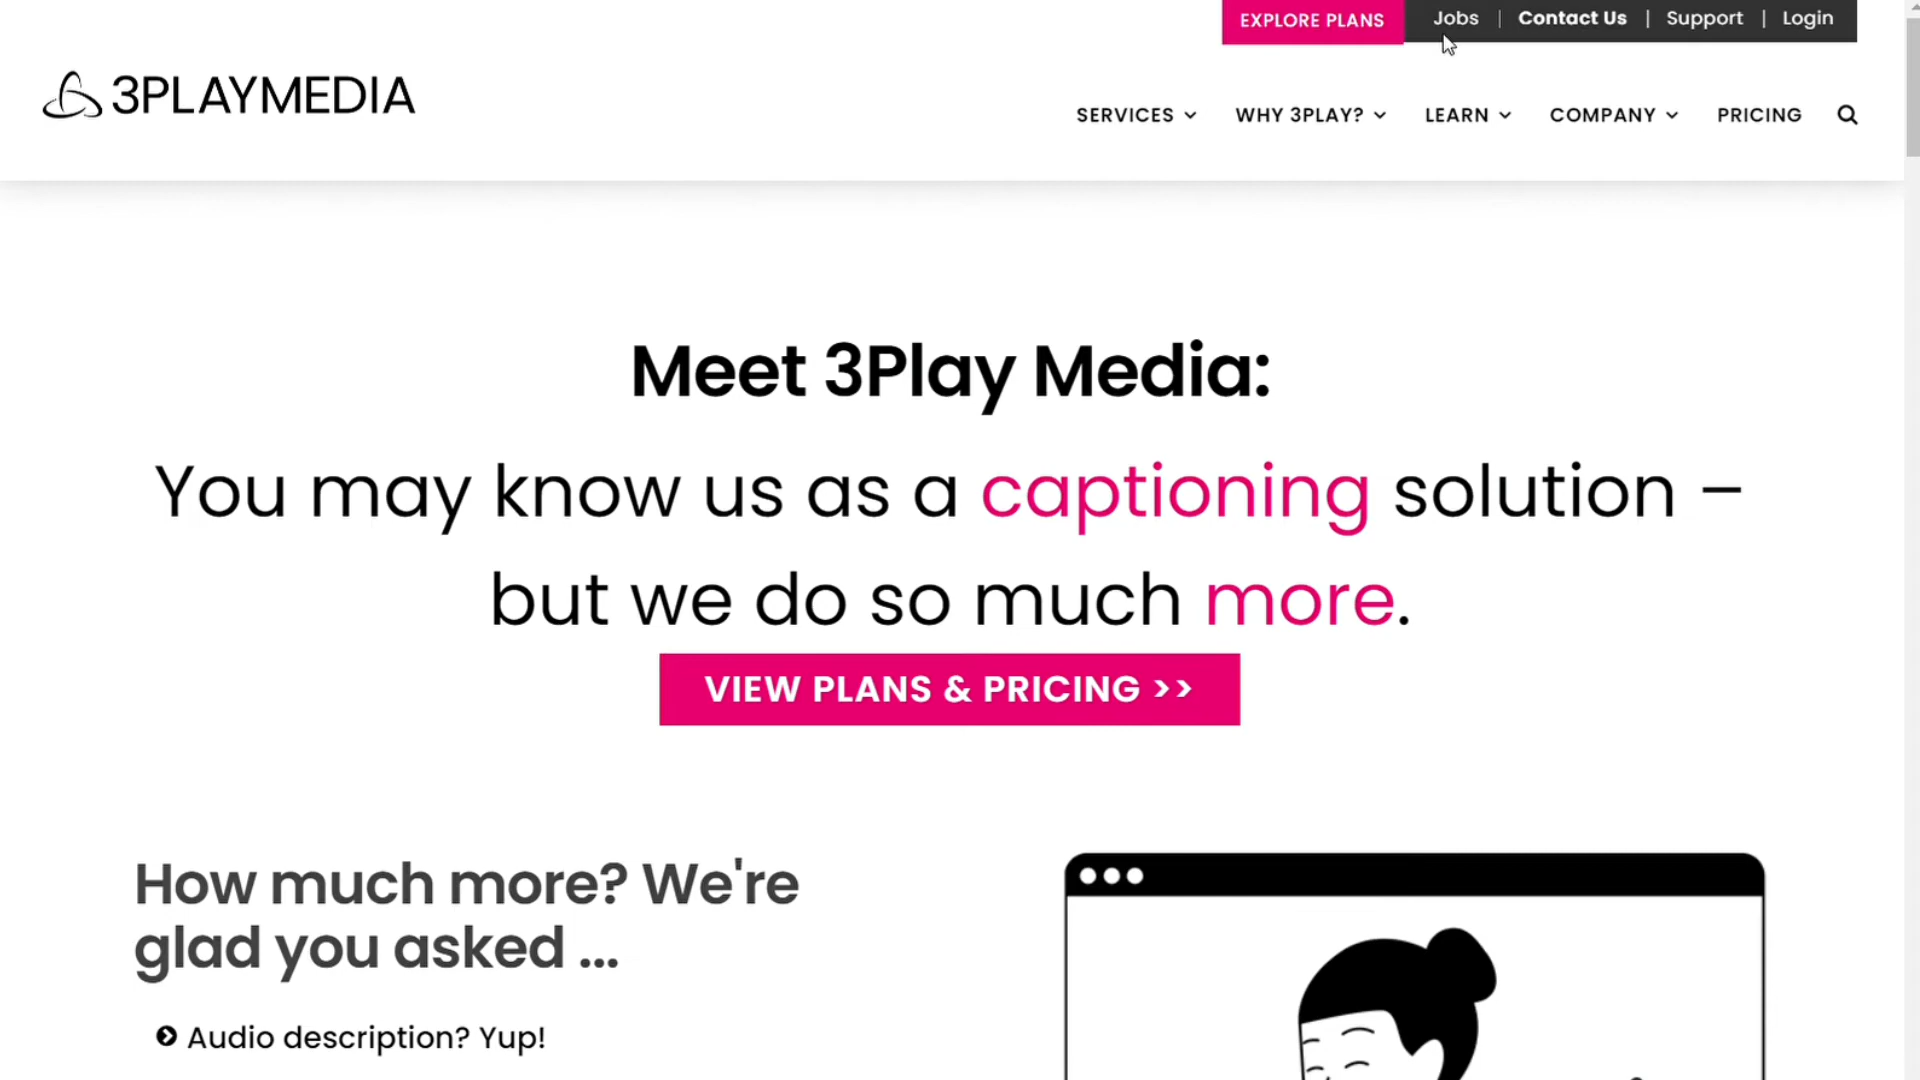 EXPLORE PLANS Jobs | Contact Us | Support | Login
3PLAYMEDIA
SERVICES WHY 3PLAY? LEARN COMPANY PRICING
Meet 3Play Media:
You may know us as a captioning solution –
but we do so much more.
VIEW PLANS & PRICING >>
How much more? We're
glad you asked ...
Audio description? Yup!